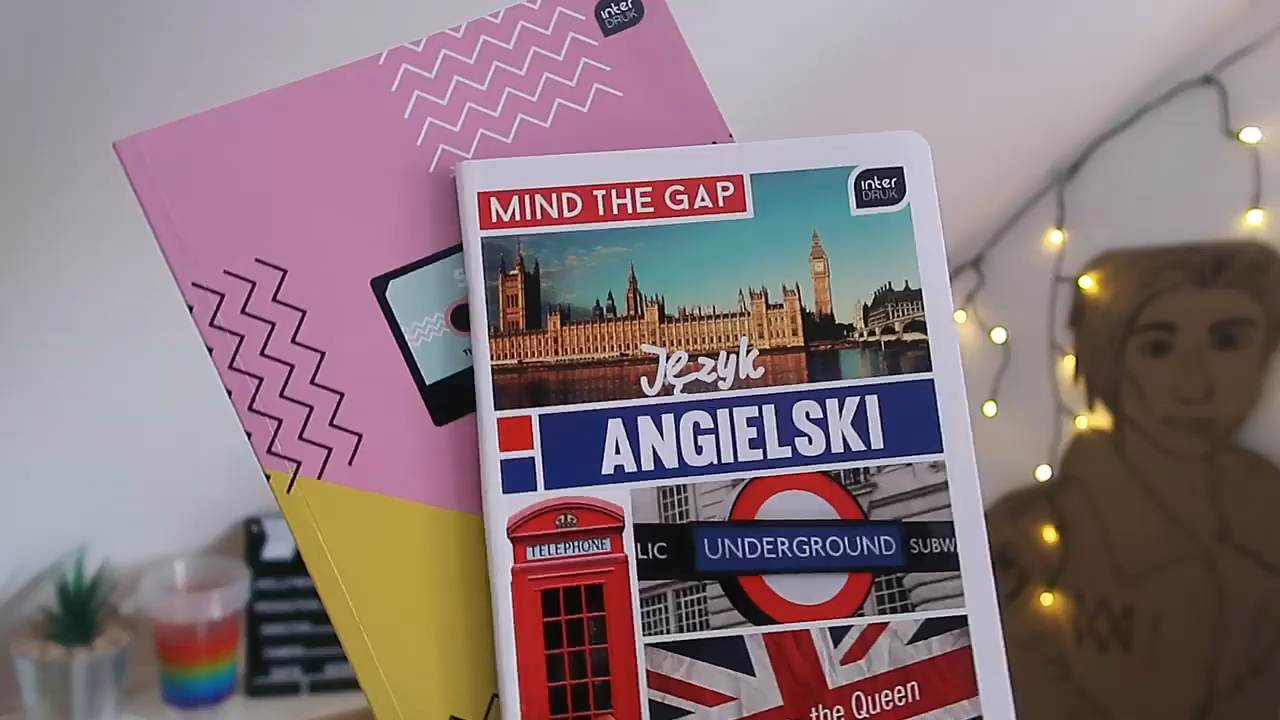 inter
DRUK
MIND THE GAP
inter
DRUK
Język
ANGIELSKI
TELEPHONE
LIC
UNDERGROUND
SUBW
the Queen